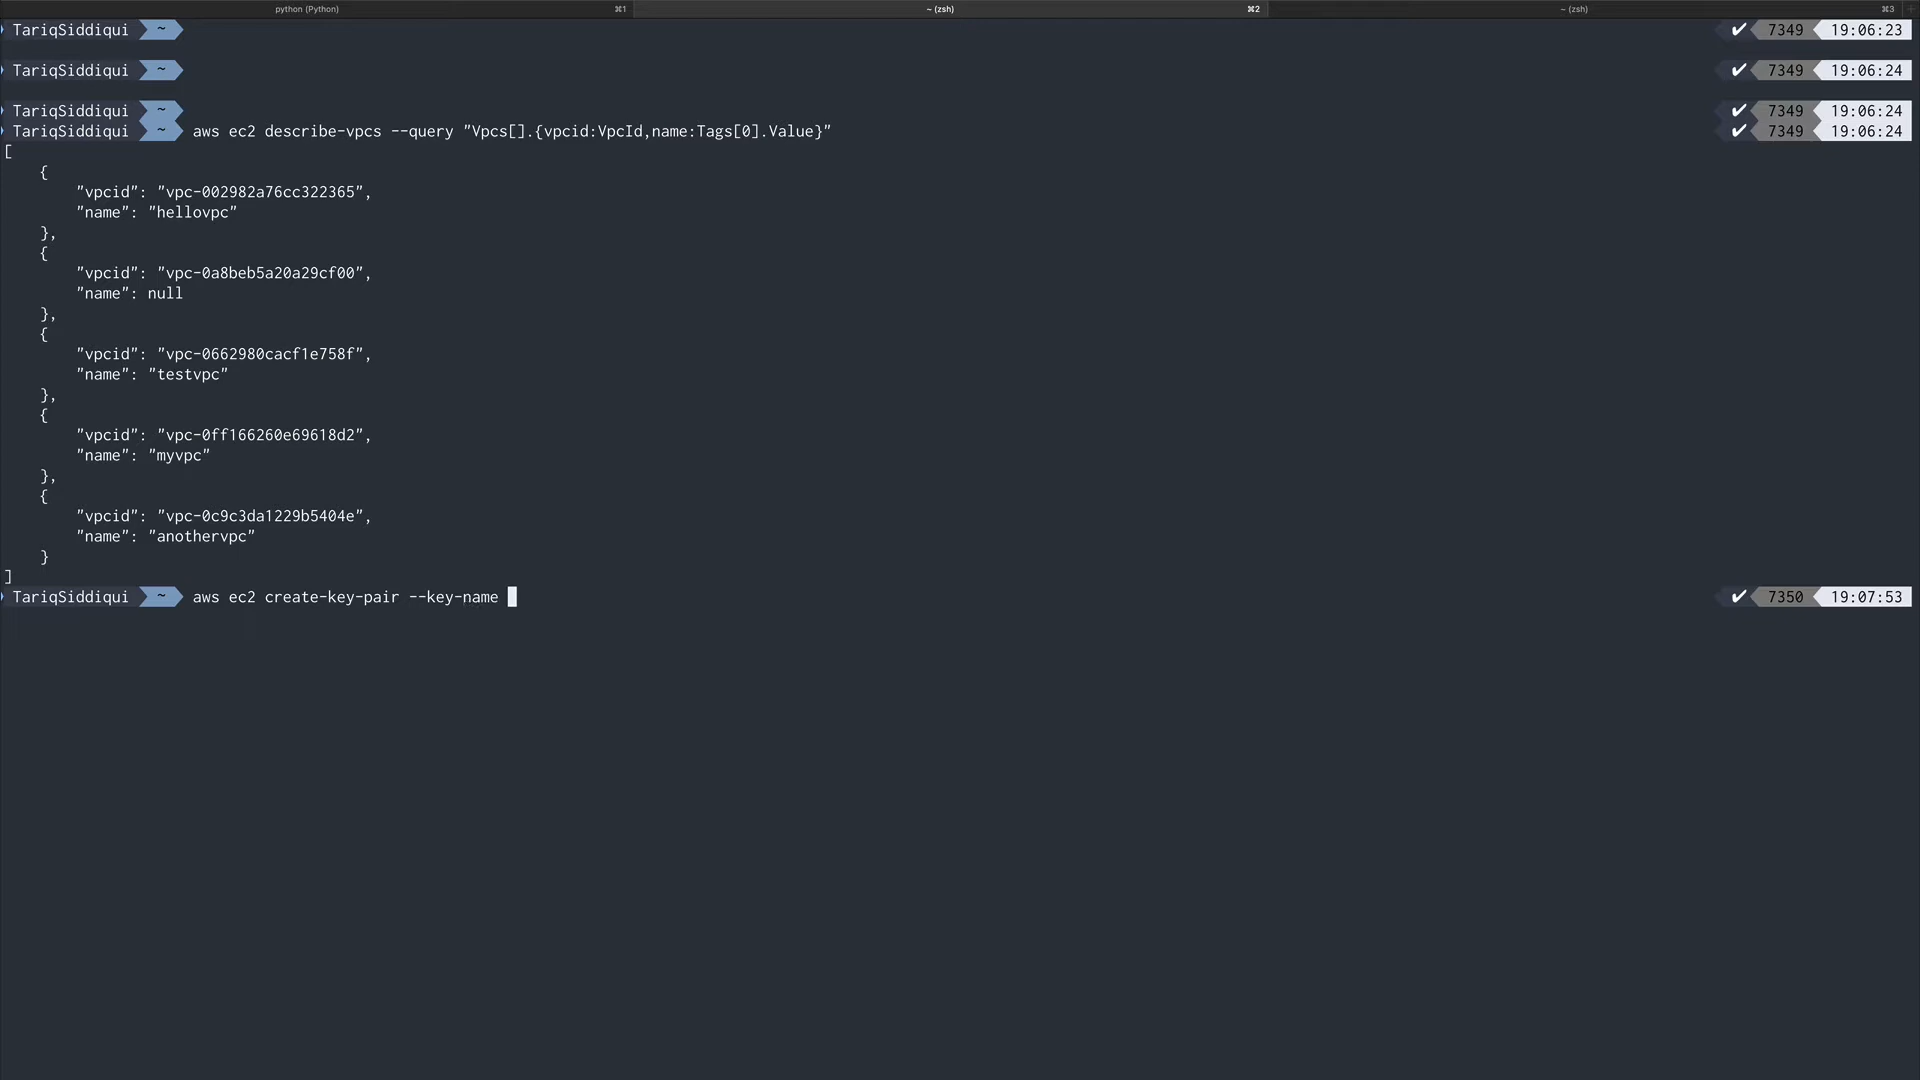 python (Python) ⌘1 ~ (zsh) ⌘2 ~ (zsh) ⌘3
TariqSiddiqui ~ ✔ 7349 19:06:23
TariqSiddiqui ~ ✔ 7349 19:06:24
TariqSiddiqui ~ ✔ 7349 19:06:24
TariqSiddiqui ~ aws ec2 describe-vpcs --query "Vpcs[].{vpcid:VpcId,name:Tags[0].Value}" ✔ 7349 19:06:24
[
    {
        "vpcid": "vpc-002982a76cc322365",
        "name": "hellovpc"
    },
    {
        "vpcid": "vpc-0a8beb5a20a29cf00",
        "name": null
    },
    {
        "vpcid": "vpc-0662980cacf1e758f",
        "name": "testvpc"
    },
    {
        "vpcid": "vpc-0ff166260e69618d2",
        "name": "myvpc"
    },
    {
        "vpcid": "vpc-0c9c3da1229b5404e",
        "name": "anothervpc"
    }
]
TariqSiddiqui ~ aws ec2 create-key-pair --key-name ✔ 7350 19:07:53